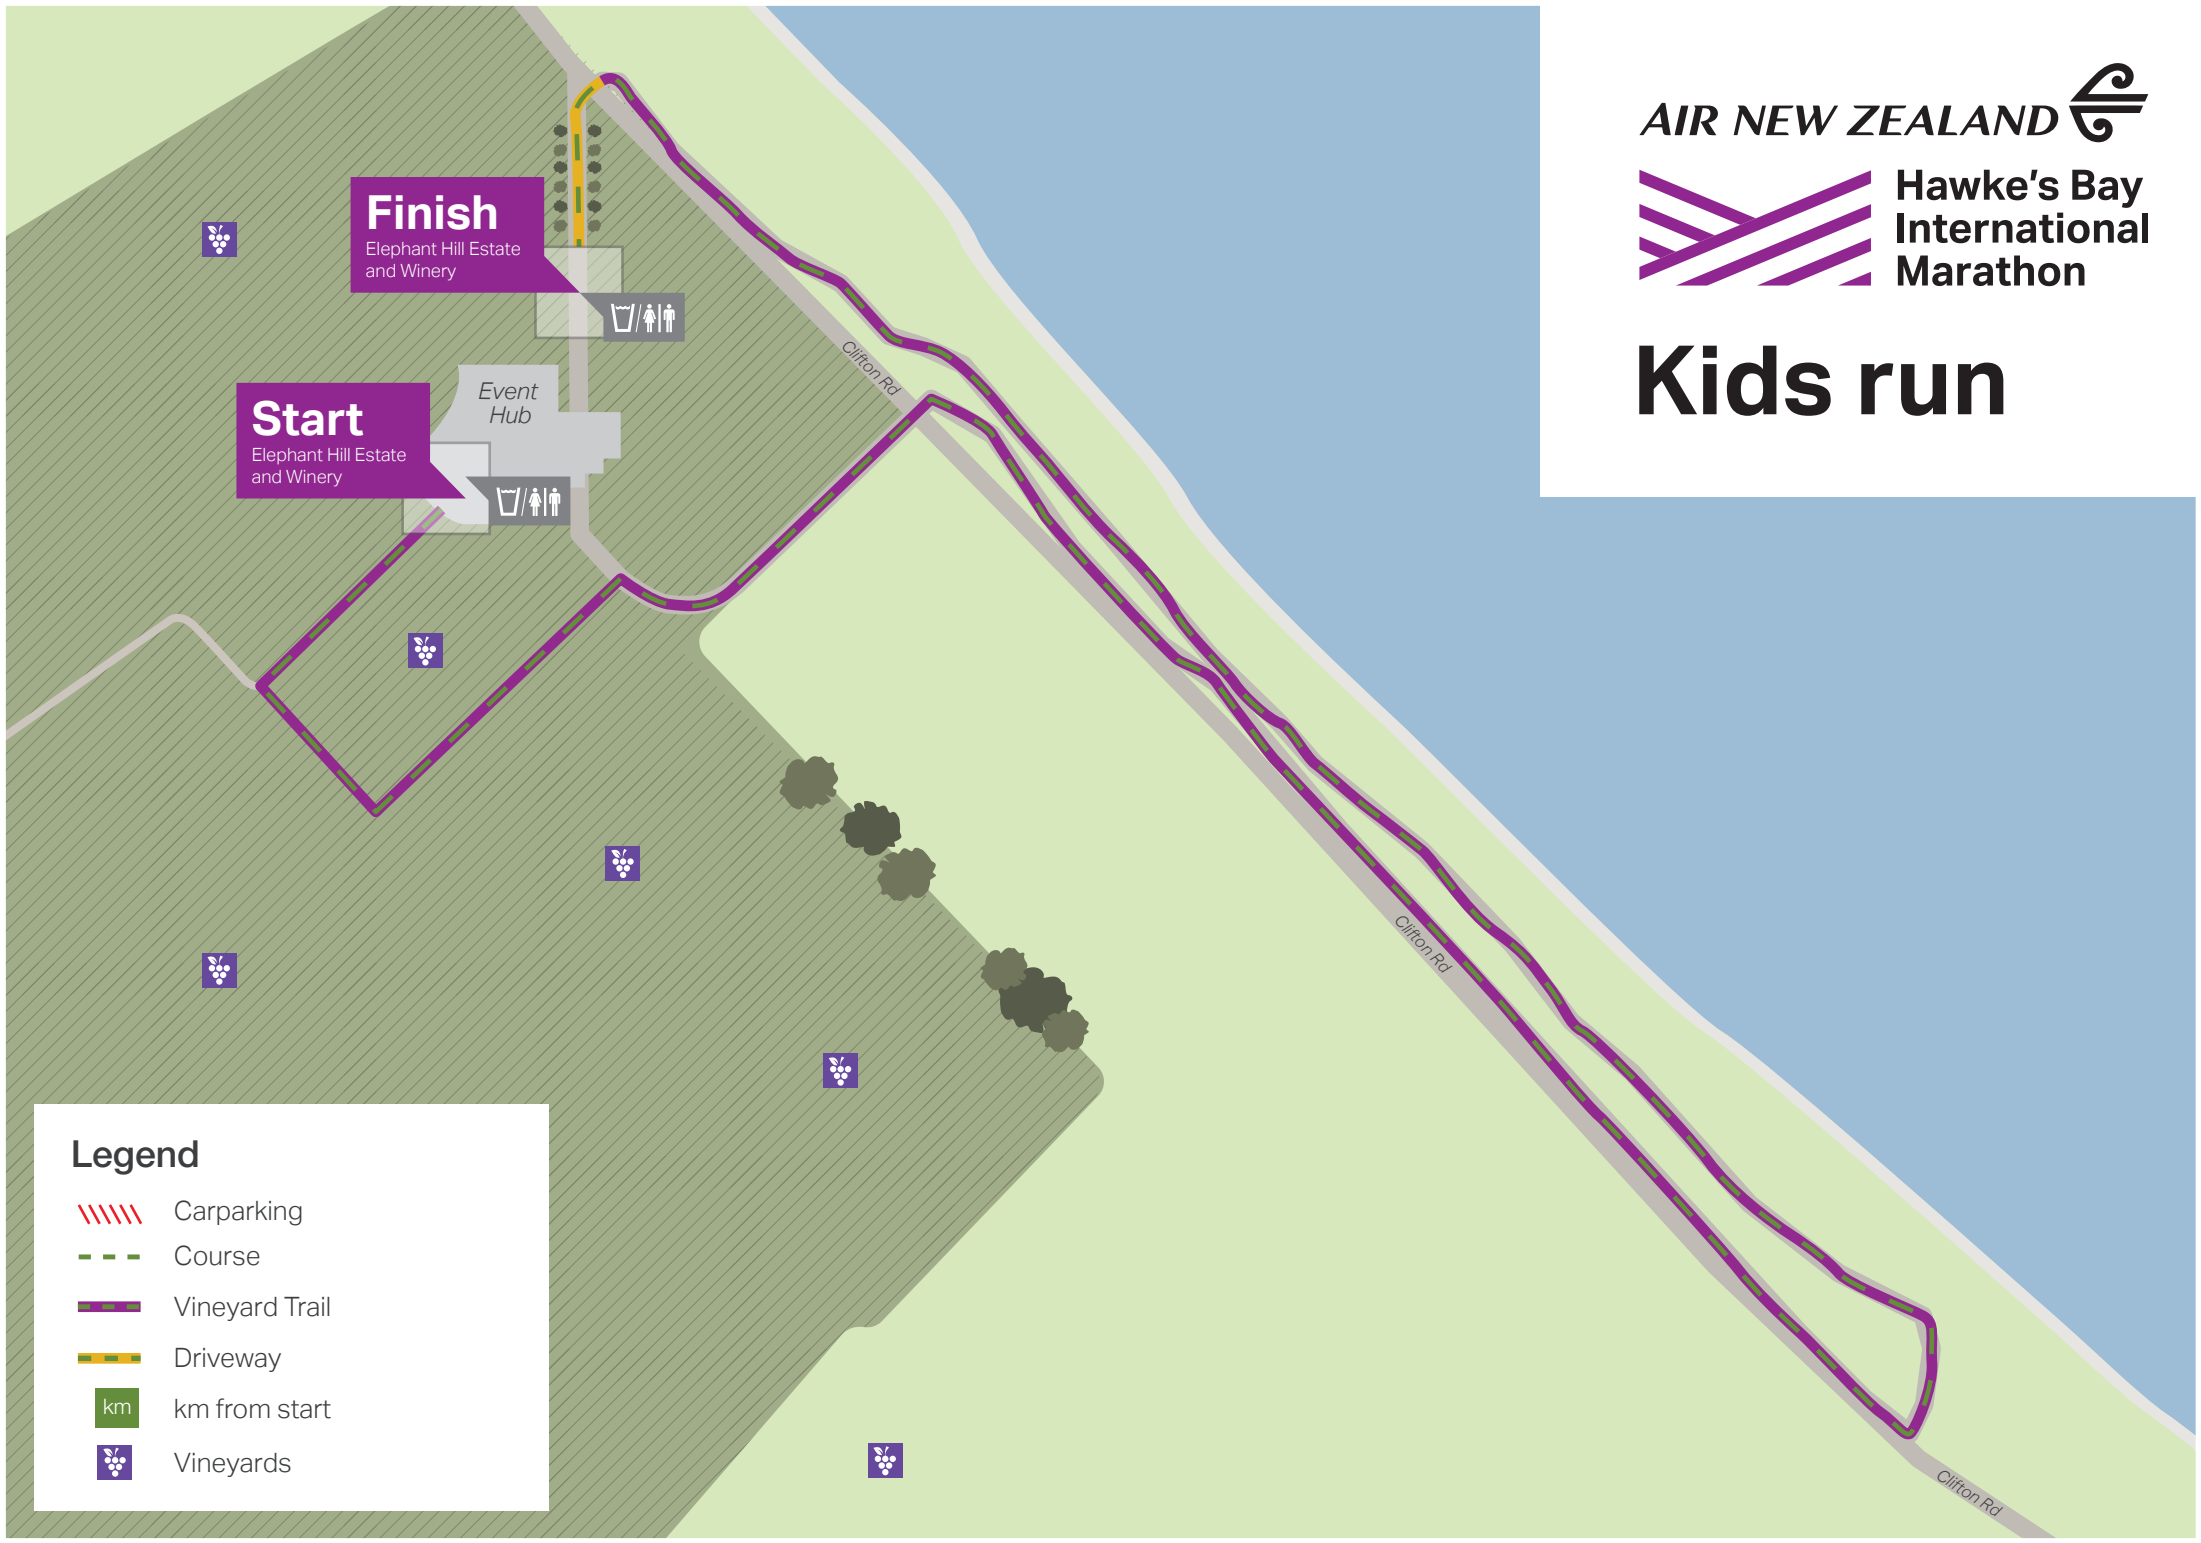 AIR NEW ZEALAND
Hawke's Bay
International
Marathon
Kids run
Finish
Elephant Hill Estate
and Winery
Clifton Rd
Event
Hub
Start
Elephant Hill Estate
and Winery
Clifton Rd
Clifton Rd
Legend
Carparking
Course
Vineyard Trail
Driveway
km km from start
Vineyards